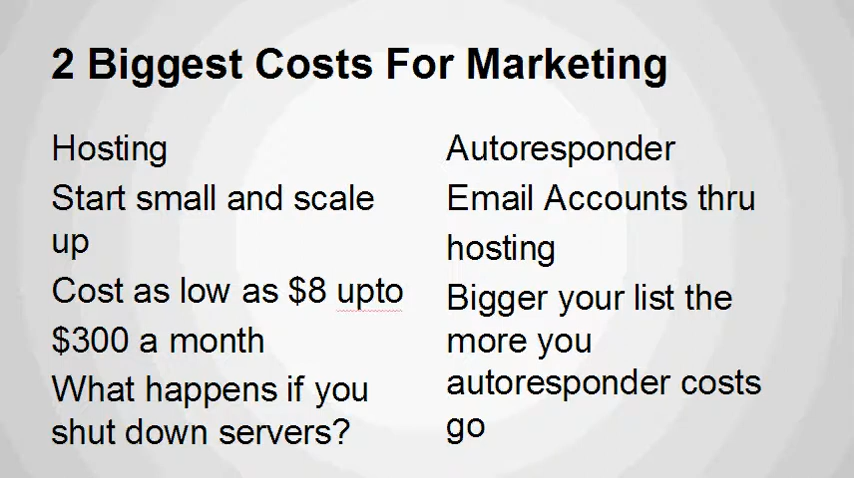 2 Biggest Costs For Marketing
Hosting
Start small and scale
up
Cost as low as $8 upto
$300 a month
What happens if you
shut down servers?
Autoresponder
Email Accounts thru
hosting
Bigger your list the
more you
autoresponder costs
go